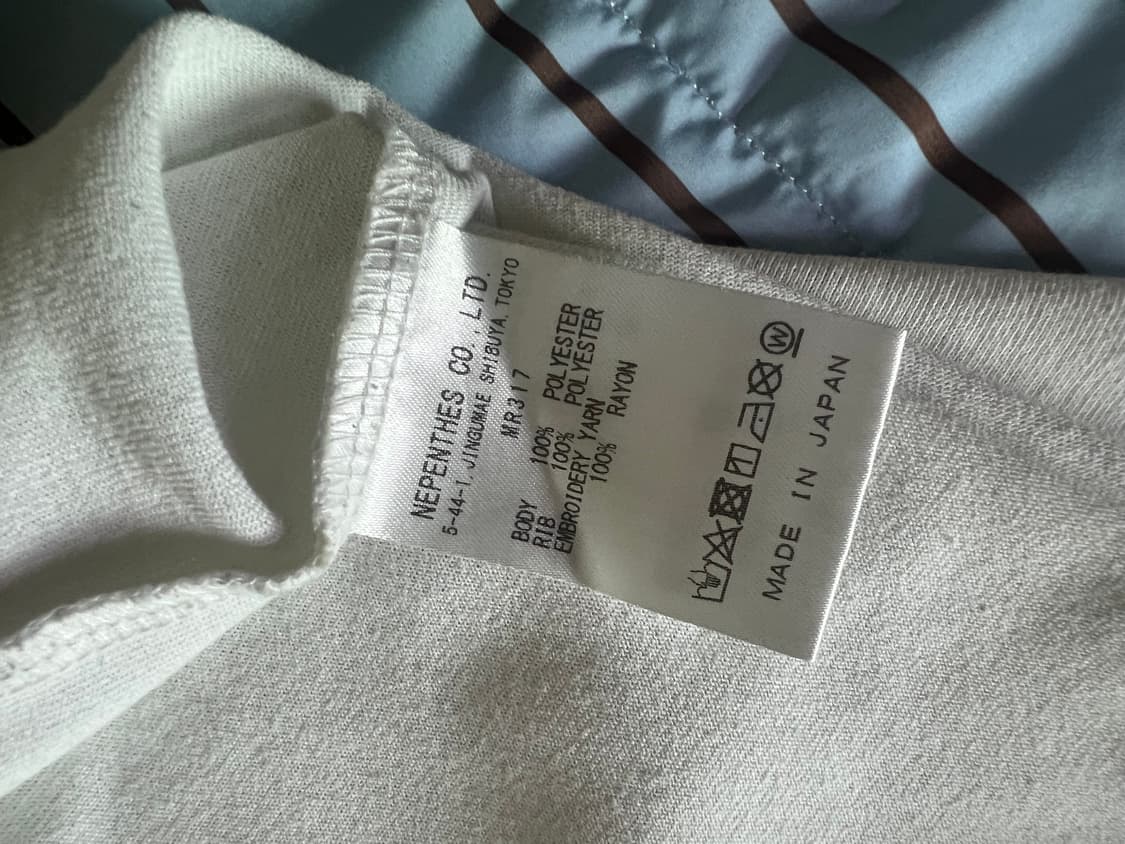 NEPENTHES CO., LTD.
5-44-1, JINGUMAE SHIBUYA, TOKYO
MR317
BODY 100% POLYESTER
RIB 100% POLYESTER
EMBROIDERY YARN
100% RAYON
W
MADE IN JAPAN